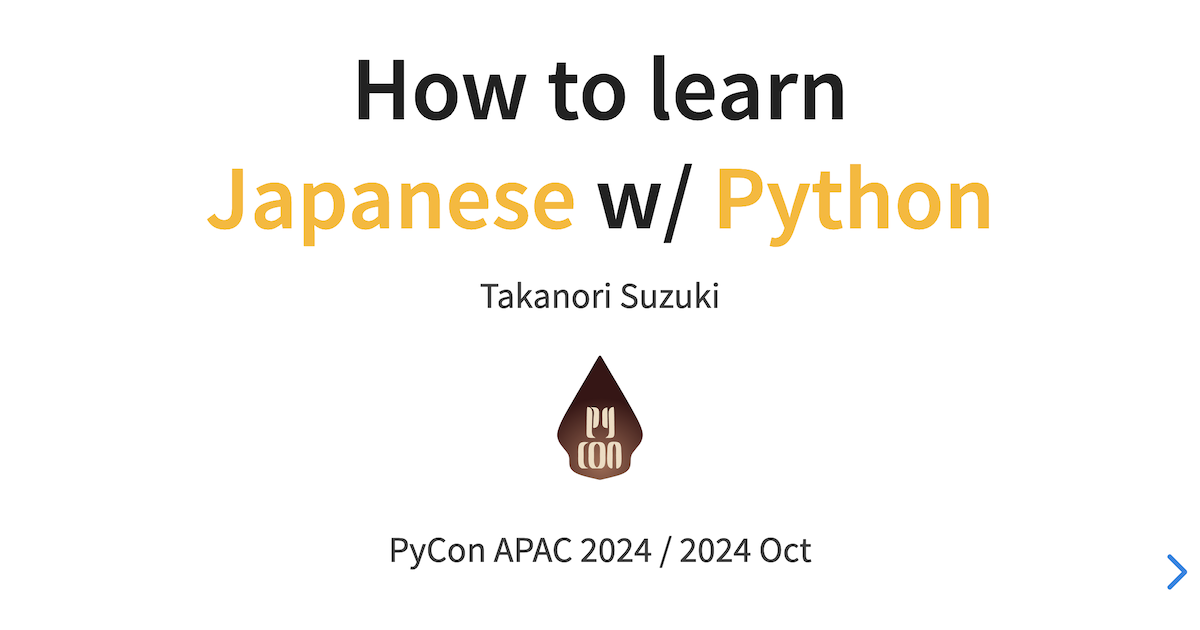 How to learn
Japanese w/ Python
Takanori Suzuki
PY
CON
PyCon APAC 2024 / 2024 Oct